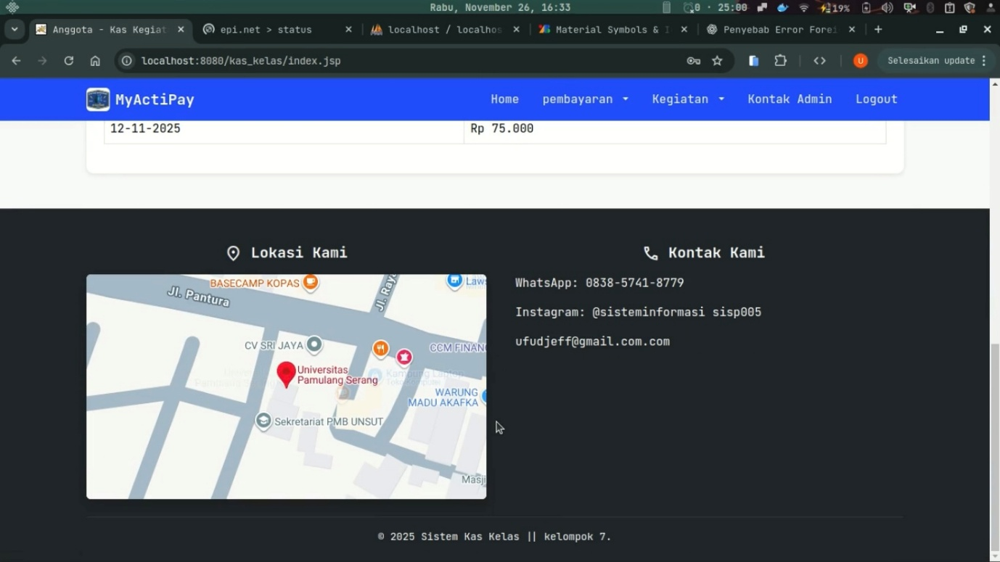 Rabu, November 26, 16:33
0 · 25:00
19%
Anggota - Kas Kegiat
epi.net > status
localhost / localhos
Material Symbols & I
Penyebab Error Forei
localhost:8080/kas_kelas/index.jsp
U
Selesaikan update
MyActiPay
Home
pembayaran
Kegiatan
Kontak Admin
Logout
12-11-2025
Rp 75.000
Lokasi Kami
Kontak Kami
BASECAMP KOPAS
Jl. Pantura
Jl. Raya
Laws
CV SRI JAYA
CCM FINAN
Universitas
Pamulang Serang
Kampung Laptop
WARUNG
MADU AKAFKA
Sekretariat PMB UNSUT
Masji
WhatsApp: 0838-5741-8779
Instagram: @sisteminformasi sisp005
ufudjeff@gmail.com.com
© 2025 Sistem Kas Kelas || kelompok 7.